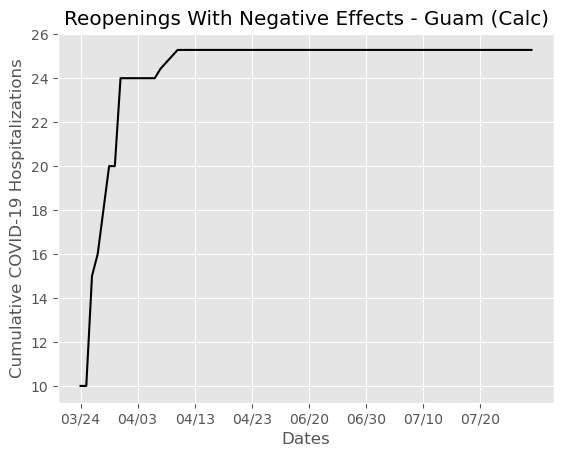 Reopenings With Negative Effects - Guam (Calc)
Cumulative COVID-19 Hospitalizations
26
24
22
20
18
16
14
12
10
03/24 04/03 04/13 04/23 06/20 06/30 07/10 07/20
Dates